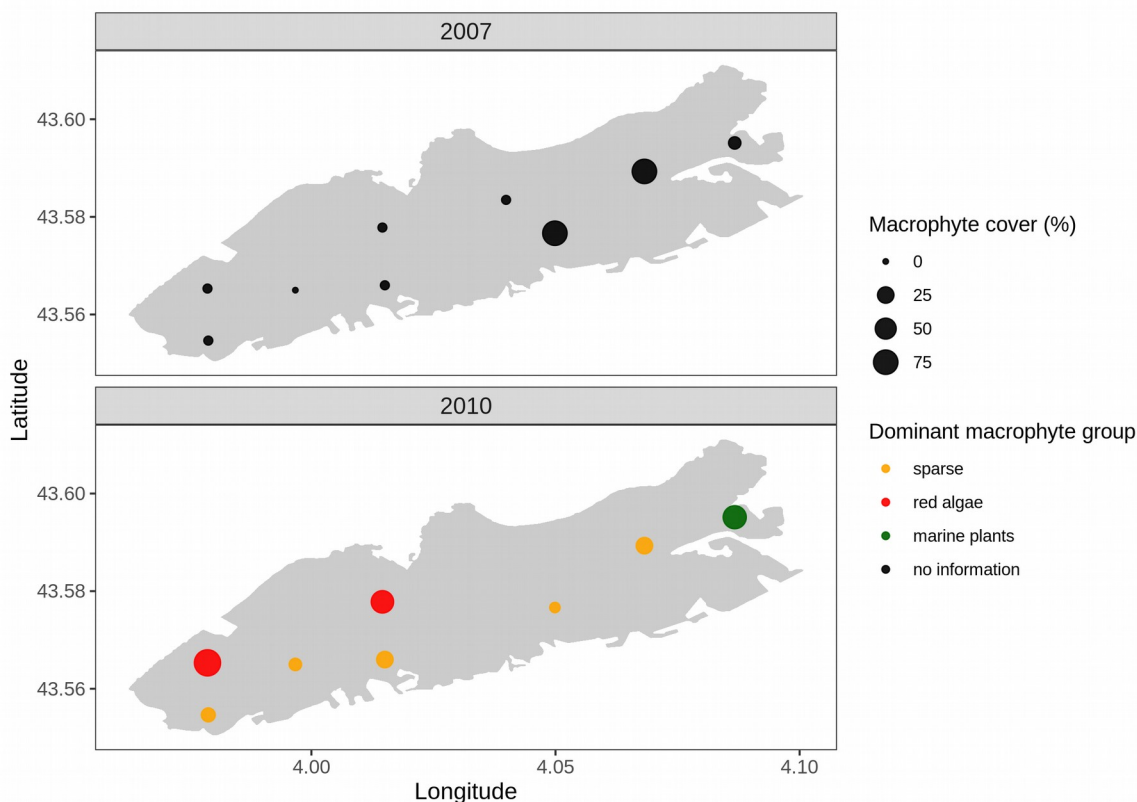 2007
43.60
43.58
43.56
2010
43.60
43.58
43.56
4.00
4.05
4.10
Longitude
Latitude
Macrophyte cover (%)
0
25
50
75
Dominant macrophyte group
sparse
red algae
marine plants
no information